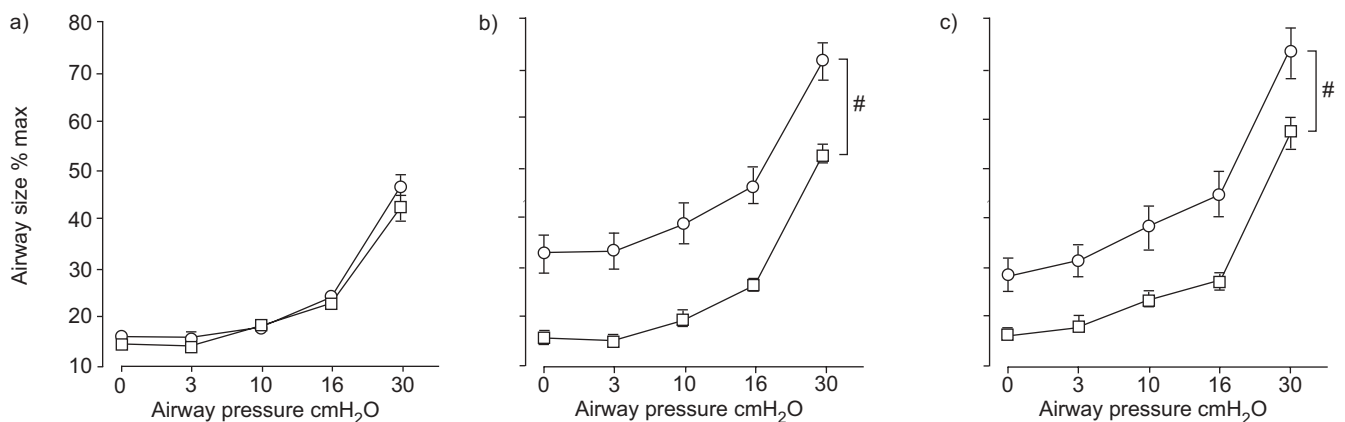 a)
80
70
60
50
40
30
20
10
Airway size % max
0 3 10 16 30
Airway pressure cmH₂O
b)
#
0 3 10 16 30
Airway pressure cmH₂O
c)
#
0 3 10 16 30
Airway pressure cmH₂O